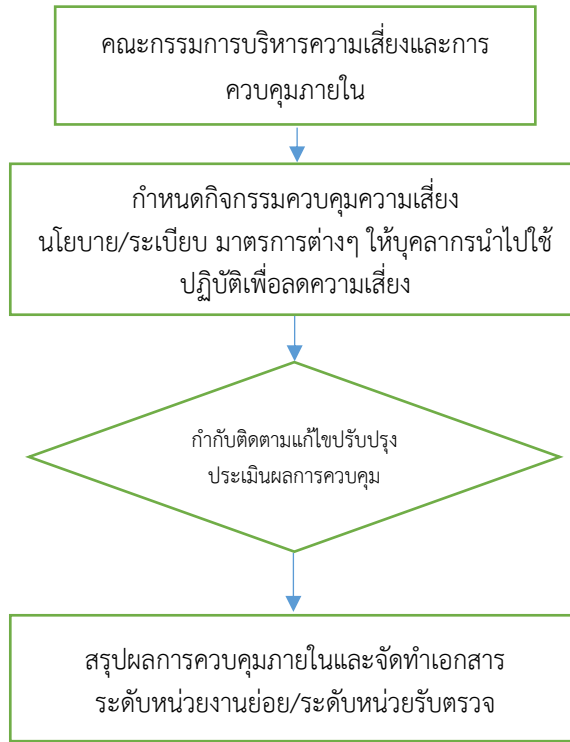 คณะกรรมการบริหารความเสี่ยงและการ
ควบคุมภายใน
กำหนดกิจกรรมควบคุมความเสี่ยง
นโยบาย/ระเบียบ มาตรการต่างๆ ให้บุคลากรนำไปใช้
ปฏิบัติเพื่อลดความเสี่ยง
กำกับติดตามแก้ไขปรับปรุง
ประเมินผลการควบคุม
สรุปผลการควบคุมภายในและจัดทำเอกสาร
ระดับหน่วยงานย่อย/ระดับหน่วยรับตรวจ